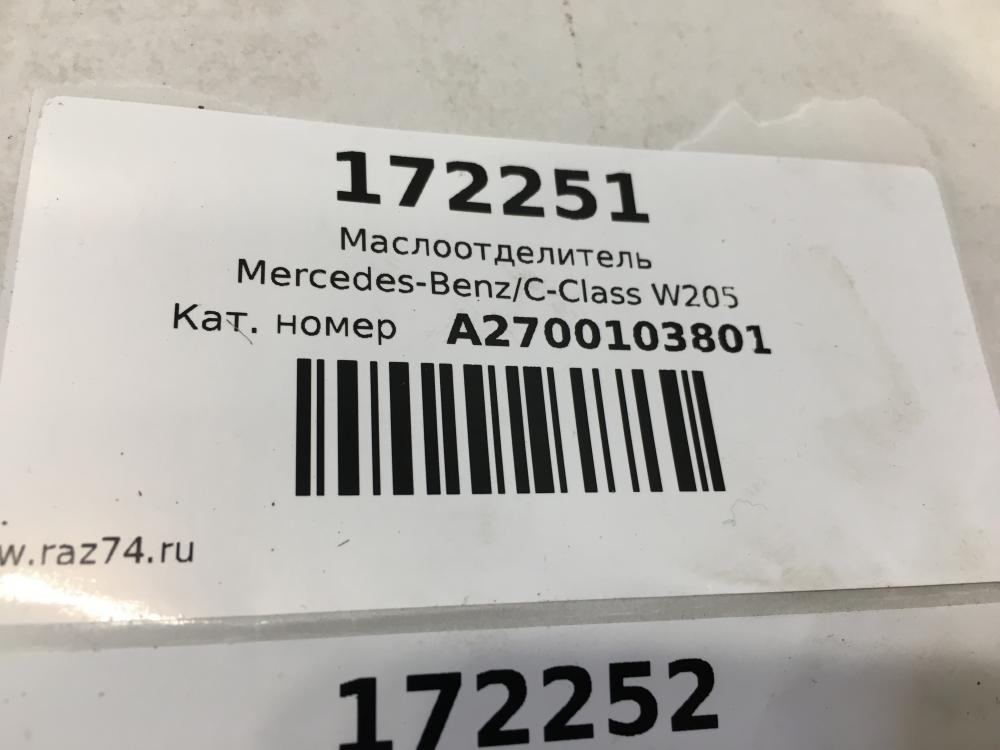 172251
Маслоотделитель
Mercedes-Benz/C-Class W205
Кат. номер A2700103801
w.raz74.ru
172252